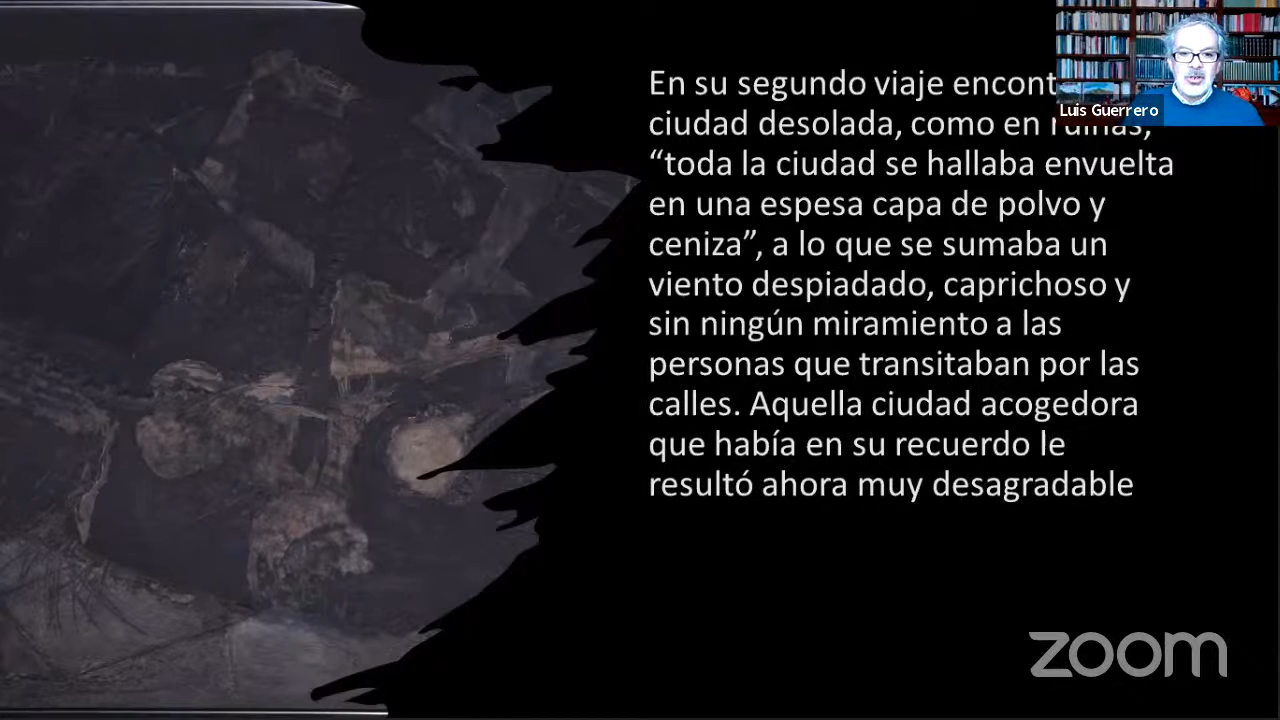 En su segundo viaje
ciudad desolada, como en ruinas,
“toda la ciudad se hallaba envuelta
en una espesa capa de polvo y
ceniza”, a lo que se sumaba un
viento despiadado, caprichoso y
sin ningún miramiento a las
personas que transitaban por las
calles. Aquella ciudad acogedora
que había en su recuerdo le
resultó ahora muy desagradable
Luis Guerrero
zoom